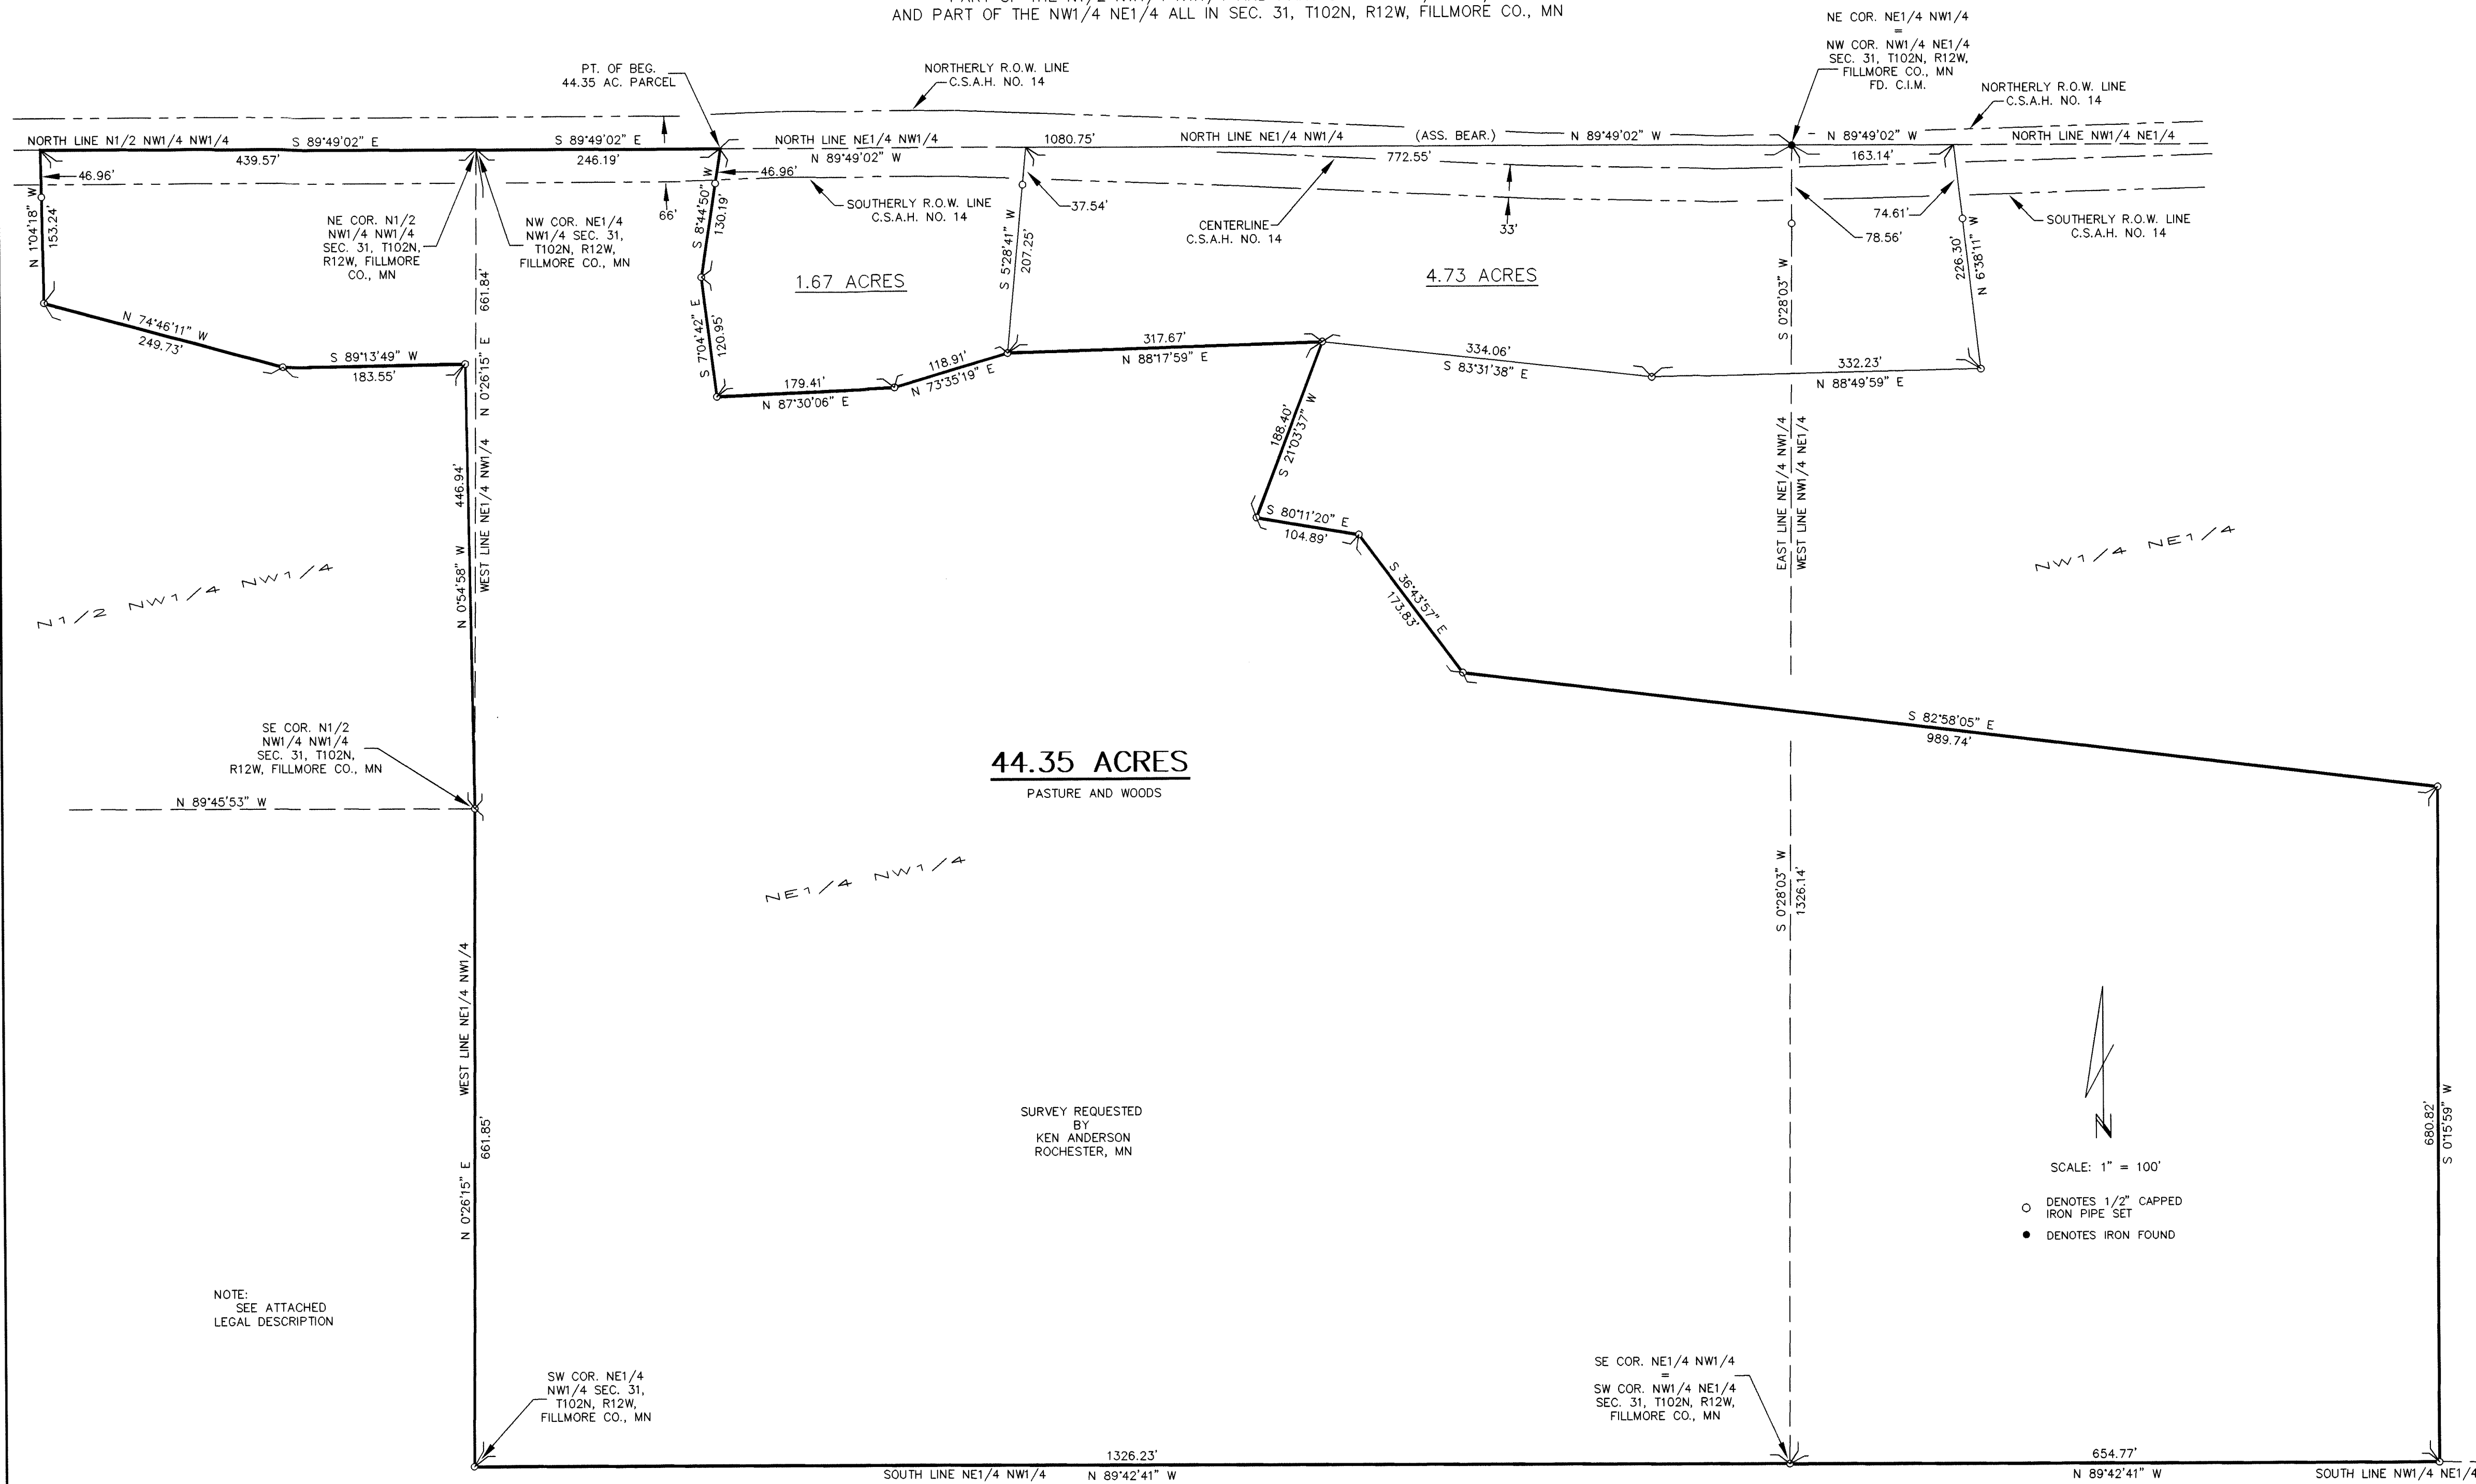 AND PART OF THE NW1/4 NE1/4 ALL IN SEC. 31, T102N, R12W, FILLMORE CO., MN
NE COR. NE1/4 NW1/4
=
NW COR. NW1/4 NE1/4
SEC. 31, T102N, R12W,
FILLMORE CO., MN
FD. C.I.M.
PT. OF BEG.
44.35 AC. PARCEL
NORTHERLY R.O.W. LINE
C.S.A.H. NO. 14
NORTHERLY R.O.W. LINE
C.S.A.H. NO. 14
NORTH LINE N1/2 NW1/4 NW1/4
S 89°49'02" E
439.57'
S 89°49'02" E
246.19'
NORTH LINE NE1/4 NW1/4
N 89°49'02" W
1080.75'
NORTH LINE NE1/4 NW1/4
(ASS. BEAR.)
N 89°49'02" W
772.55'
N 89°49'02" W
163.14'
NORTH LINE NW1/4 NE1/4
46.96'
N 1°04'18" W
153.24'
NE COR. N1/2
NW1/4 NW1/4
SEC. 31, T102N,
R12W, FILLMORE
CO., MN
NW COR. NE1/4
NW1/4 SEC. 31,
T102N, R12W,
FILLMORE CO., MN
66'
46.96'
S 8°44'50" W
130.19'
SOUTHERLY R.O.W. LINE
C.S.A.H. NO. 14
37.54'
S 5°28'41" W
207.25'
CENTERLINE
C.S.A.H. NO. 14
33'
74.61'
78.56'
226.30'
N 6°38'11" W
SOUTHERLY R.O.W. LINE
C.S.A.H. NO. 14
1.67 ACRES
4.73 ACRES
N 74°46'11" W
249.73'
S 89°13'49" W
183.55'
661.84'
N 0°26'15" E
WEST LINE NE1/4 NW1/4
S 7°04'42" E
120.95'
179.41'
N 87°30'06" E
118.91'
N 73°35'19" E
317.67'
N 88°17'59" E
334.06'
S 83°31'38" E
332.23'
N 88°49'59" E
S 0°28'03" W
188.40'
S 21°03'37" W
S 80°11'20" E
104.89'
S 36°43'57" E
173.83'
446.94'
N 0°54'58" W
EAST LINE NE1/4 NW1/4
WEST LINE NW1/4 NE1/4
N1/2 NW1/4 NW1/4
NW1/4 NE1/4
SE COR. N1/2
NW1/4 NW1/4
SEC. 31, T102N,
R12W, FILLMORE CO., MN
N 89°45'53" W
S 82°58'05" E
989.74'
44.35 ACRES
PASTURE AND WOODS
NE1/4 NW1/4
S 0°28'03" W
1326.14'
WEST LINE NE1/4 NW1/4
661.85'
N 0°26'15" E
SURVEY REQUESTED
BY
KEN ANDERSON
ROCHESTER, MN
N
SCALE: 1" = 100'
DENOTES 1/2" CAPPED
IRON PIPE SET
DENOTES IRON FOUND
680.82'
S 0°15'59" W
NOTE:
SEE ATTACHED
LEGAL DESCRIPTION
SW COR. NE1/4
NW1/4 SEC. 31,
T102N, R12W,
FILLMORE CO., MN
SE COR. NE1/4 NW1/4
=
SW COR. NW1/4 NE1/4
SEC. 31, T102N, R12W,
FILLMORE CO., MN
1326.23'
SOUTH LINE NE1/4 NW1/4
N 89°42'41" W
654.77'
N 89°42'41" W
SOUTH LINE NW1/4 NE1/4